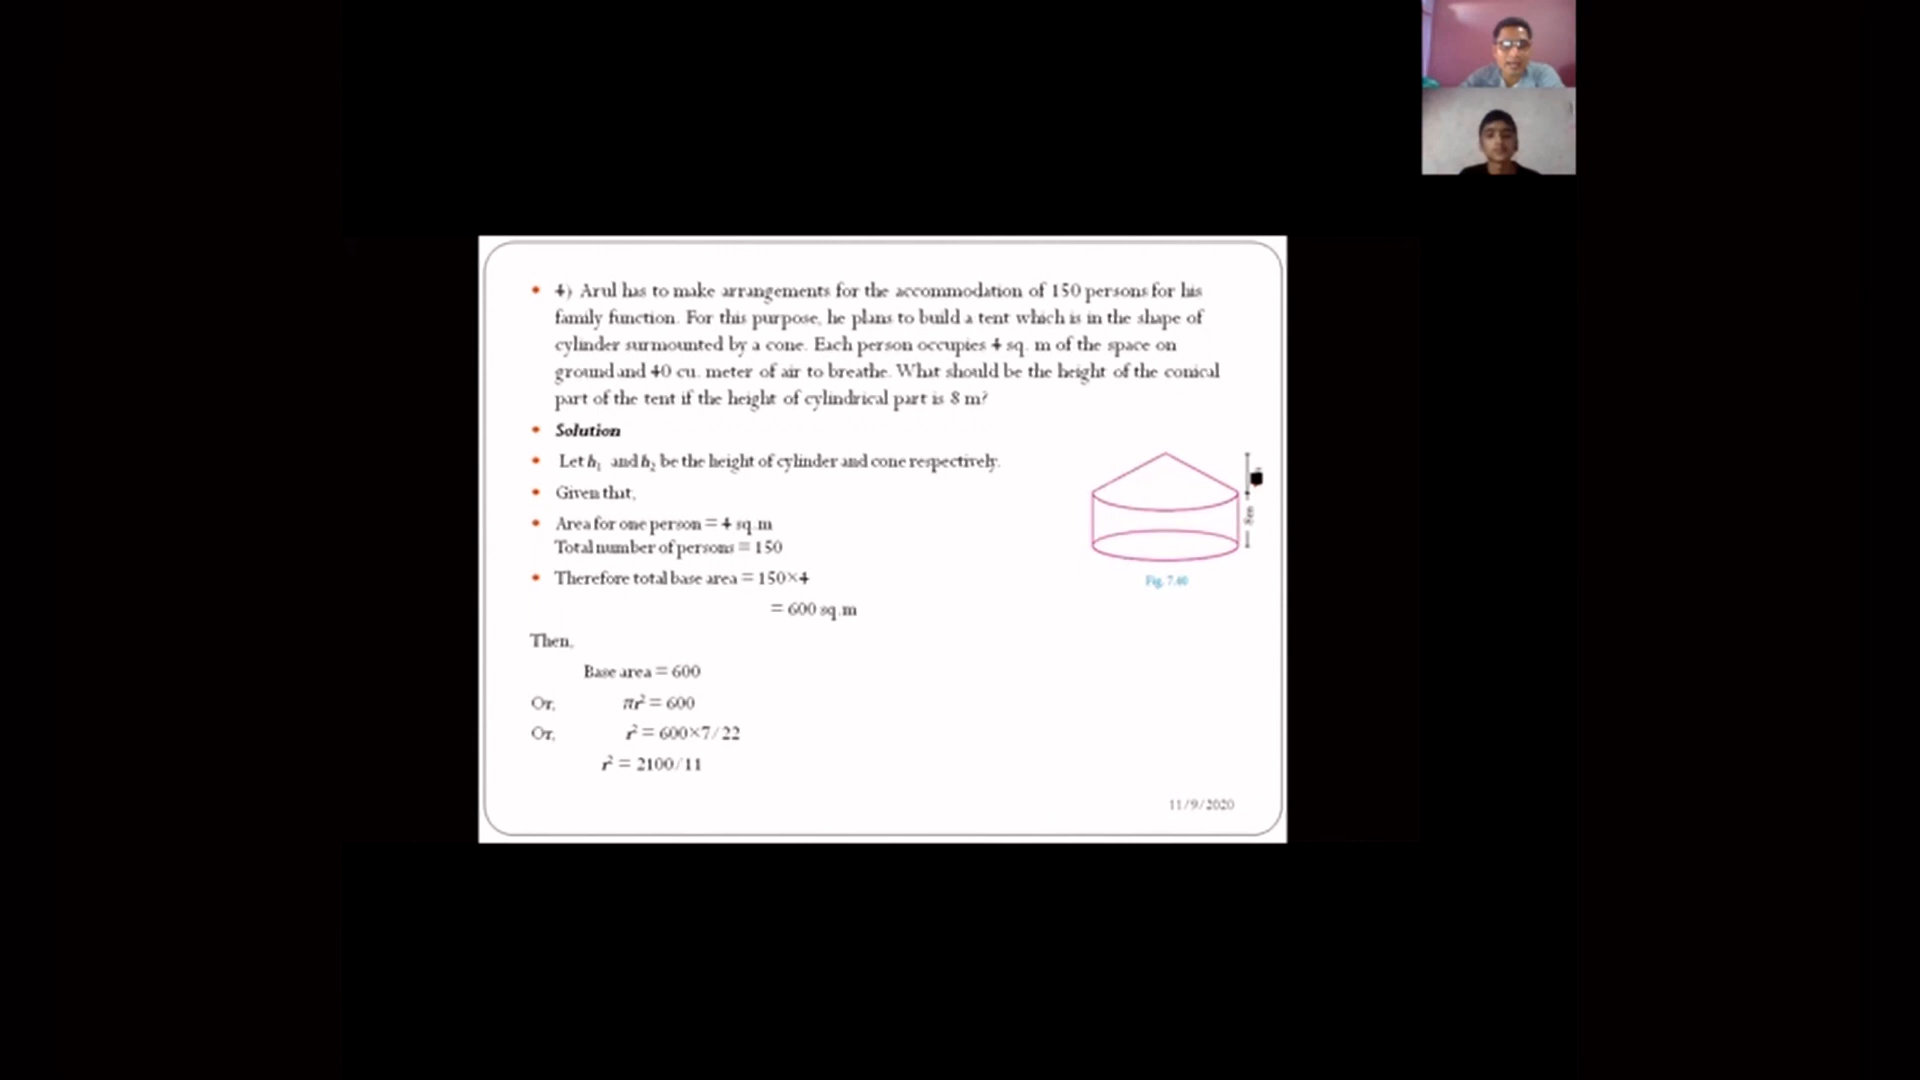 4) Arul has to make arrangements for the accommodation of 150 persons for his
family function. For this purpose, he plans to build a tent which is in the shape of
cylinder surmounted by a cone. Each person occupies 4 sq. m of the space on
ground and 40 cu. meter of air to breathe. What should be the height of the conical
part of the tent if the height of cylindrical part is 8 m?
Solution
Let h₁ and h₂ be the height of cylinder and cone respectively.
Given that,
Area for one person = 4 sq.m
Total number of persons = 150
8m
Therefore total base area = 150×4
Fig. 7.40
= 600 sq.m
Then,
Base area = 600
Or, πr² = 600
Or, r² = 600×7/22
r² = 2100/11
11/9/2020